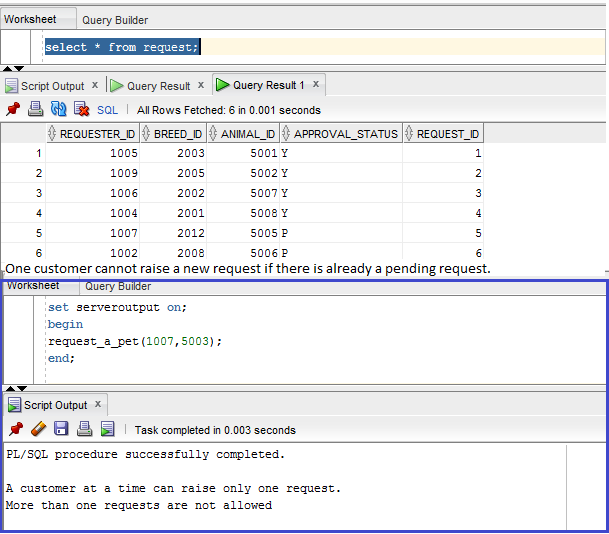 Worksheet Query Builder
select * from request;
Script Output x Query Result x Query Result 1 x
SQL | All Rows Fetched: 6 in 0.001 seconds
REQUESTER_ID BREED_ID ANIMAL_ID APPROVAL_STATUS REQUEST_ID
1 1005 2003 5001 Y 1
2 1009 2005 5002 Y 2
3 1006 2002 5007 Y 3
4 1004 2001 5008 Y 4
5 1007 2012 5005 P 5
6 1002 2008 5006 P 6
One customer cannot raise a new request if there is already a pending request.
Worksheet Query Builder
set serveroutput on;
begin
request_a_pet(1007,5003);
end;
Script Output x
Task completed in 0.003 seconds
PL/SQL procedure successfully completed.
A customer at a time can raise only one request.
More than one requests are not allowed